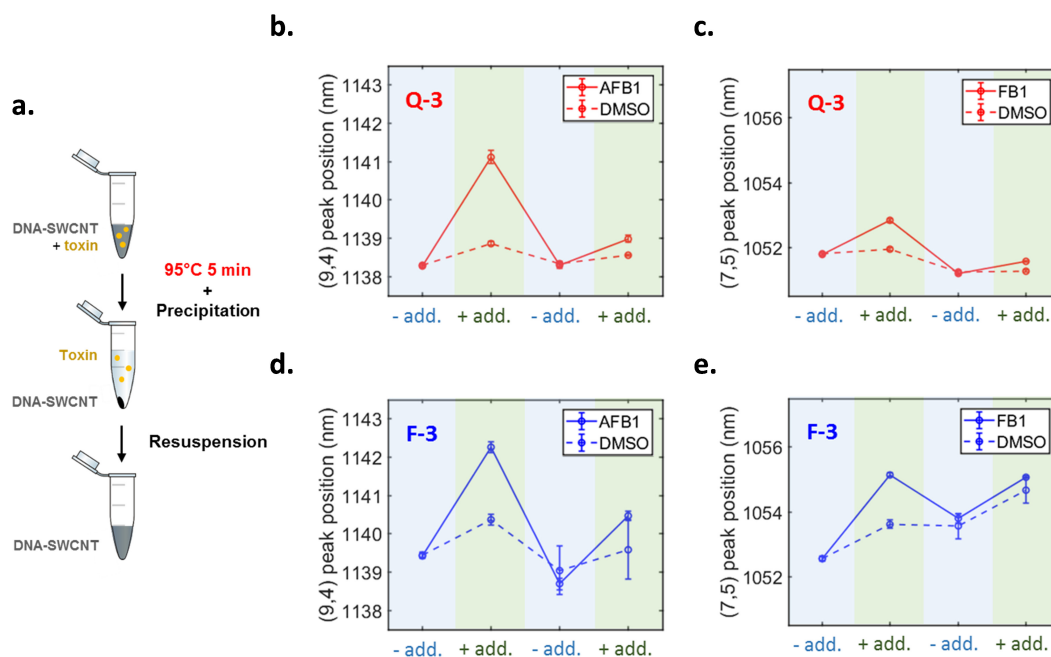 a.
DNA-SWCNT
+ toxin
95°C 5 min
+
Precipitation
Toxin
DNA-SWCNT
Resuspension
DNA-SWCNT
b.
Q-3
AFB1
DMSO
(9,4) peak position (nm)
1143
1142
1141
1140
1139
1138
- add. + add. - add. + add.
c.
Q-3
FB1
DMSO
(7,5) peak position (nm)
1056
1054
1052
- add. + add. - add. + add.
d.
F-3
AFB1
DMSO
(9,4) peak position (nm)
1143
1142
1141
1140
1139
1138
- add. + add. - add. + add.
e.
F-3
FB1
DMSO
(7,5) peak position (nm)
1056
1054
1052
- add. + add. - add. + add.